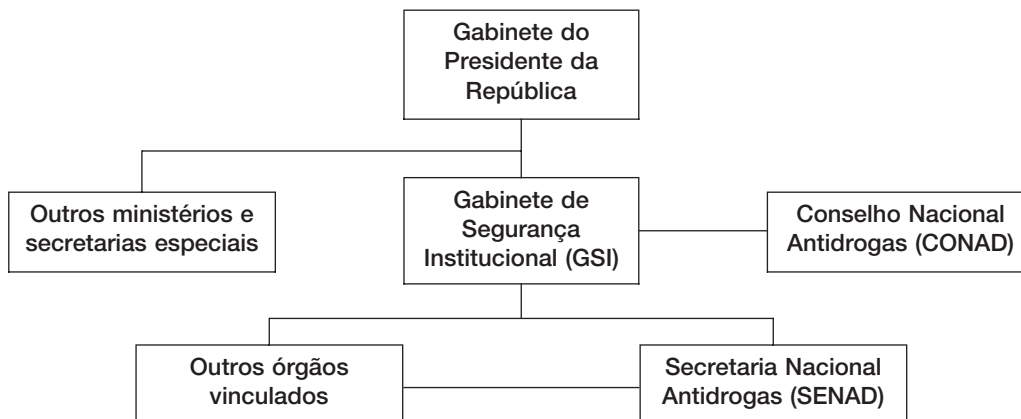 Gabinete do
Presidente da
República
Outros ministérios e
secretarias especiais
Gabinete de
Segurança
Institucional (GSI)
Conselho Nacional
Antidrogas (CONAD)
Outros órgãos
vinculados
Secretaria Nacional
Antidrogas (SENAD)